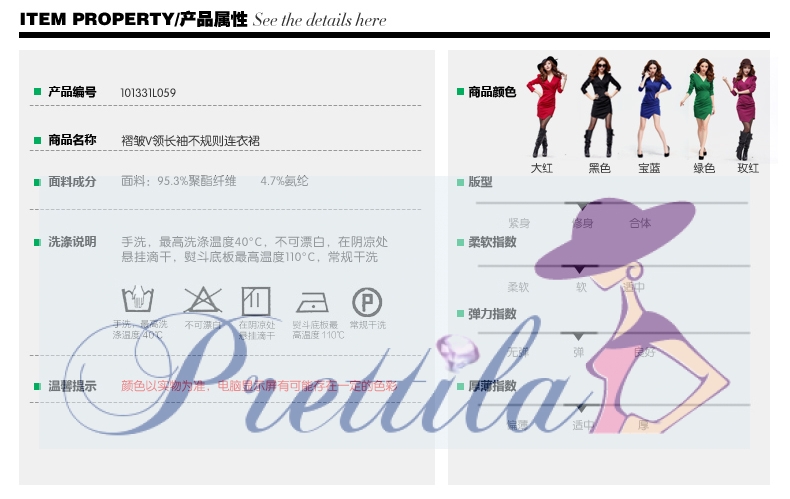 ITEM PROPERTY/产品属性 See the details here
产品编号 101331L059
商品名称 褶皱V领长袖不规则连衣裙
面料成分 面料：95.3%聚酯纤维 4.7%氨纶
洗涤说明 手洗，最高洗涤温度40°C，不可漂白，在阴凉处
悬挂滴干，熨斗底板最高温度110°C，常规干洗
手洗，最高洗
涤温度40°C
不可漂白
在阴凉处
悬挂滴干
熨斗底板最
高温度 110°C
常规干洗
P
温馨提示 颜色以实物为准，电脑显示屏有可能存在一定的色彩
商品颜色
大红 黑色 宝蓝 绿色 玫红
版型
紧身 修身 合体
柔软指数
柔软 软 适中
弹力指数
无弹 弹 良好
厚薄指数
适中 厚
Prettila